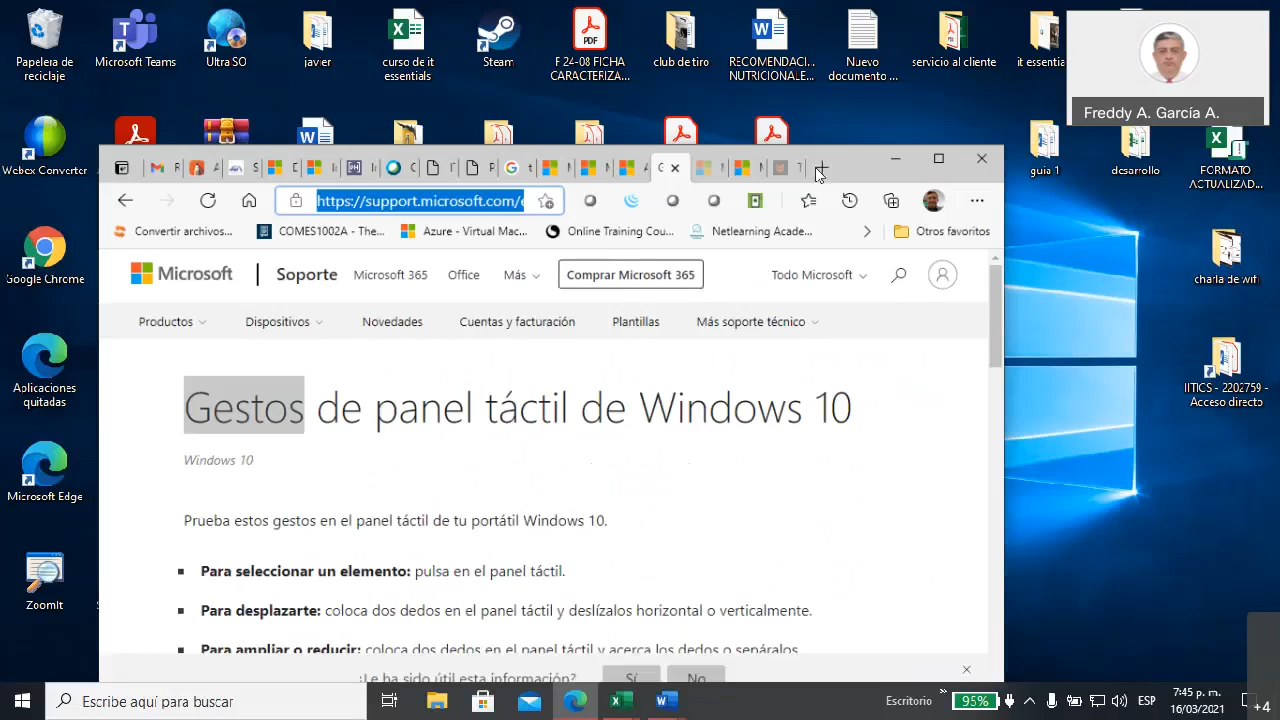 Papelera de
reciclaje
Microsoft Teams
Ultra SO
javier
curso de it
essentials
Steam
PDF
F 24-08 FICHA
CARACTERIZA...
club de tiro
RECOMENDACI...
NUTRICIONALE...
Nuevo
documento ...
servicio al cliente
it essentia
Freddy A. García A.
Webex Converter
guia 1
desarrollo
FORMATO
ACTUALIZAD...
https://support.microsoft.com/e
Convertir archivos...
COMES1002A - The...
Azure - Virtual Mac...
Online Training Cou...
Netlearning Acade...
Otros favoritos
Google Chrome
charla de wifi
Microsoft
Soporte
Microsoft 365
Office
Más
Comprar Microsoft 365
Todo Microsoft
Productos
Dispositivos
Novedades
Cuentas y facturación
Plantillas
Más soporte técnico
Aplicaciones
quitadas
IITICS - 2202759 -
Acceso directo
Gestos de panel táctil de Windows 10
Windows 10
Microsoft Edge
Prueba estos gestos en el panel táctil de tu portátil Windows 10.
Para seleccionar un elemento: pulsa en el panel táctil.
ZoomIt
Para desplazarte: coloca dos dedos en el panel táctil y deslízalos horizontal o verticalmente.
Para ampliar o reducir: coloca dos dedos en el panel táctil y acerca los dedos o sepáralos.
¿Le ha sido útil esta información?
Sí
No
Escribe aquí para buscar
Escritorio
95%
ESP
7:45 p. m.
16/03/2021
+4